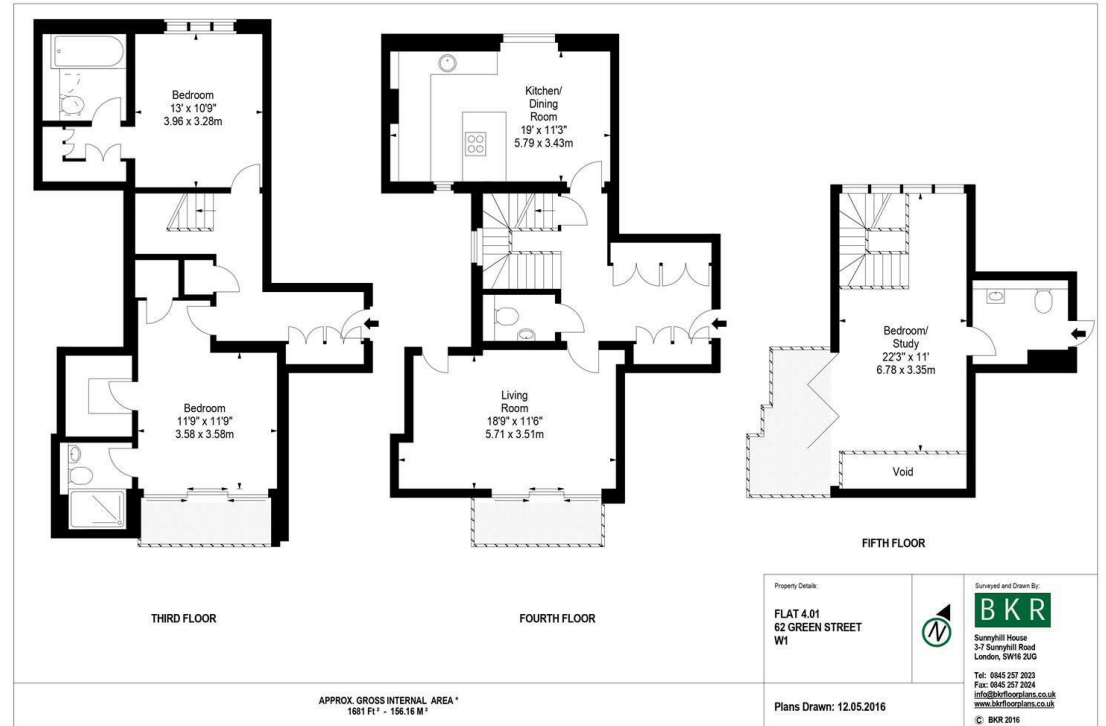 Bedroom
13' x 10'9"
3.96 x 3.28m
Bedroom
11'9" x 11'9"
3.58 x 3.58m
THIRD FLOOR
Kitchen/
Dining
Room
19' x 11'3"
5.79 x 3.43m
Living
Room
18'9" x 11'6"
5.71 x 3.51m
FOURTH FLOOR
Bedroom/
Study
22'3" x 11'
6.78 x 3.35m
Void
FIFTH FLOOR
APPROX. GROSS INTERNAL AREA *
1681 Ft² - 156.16 M²
Property Details:
FLAT 4.01
62 GREEN STREET
W1
N
Plans Drawn: 12.05.2016
Surveyed and Drawn By:
BKR
Sunnyhill House
3-7 Sunnyhill Road
London, SW16 2UG
Tel: 0845 257 2023
Fax: 0845 257 2024
info@bkrfloorplans.co.uk
www.bkrfloorplans.co.uk
© BKR 2016